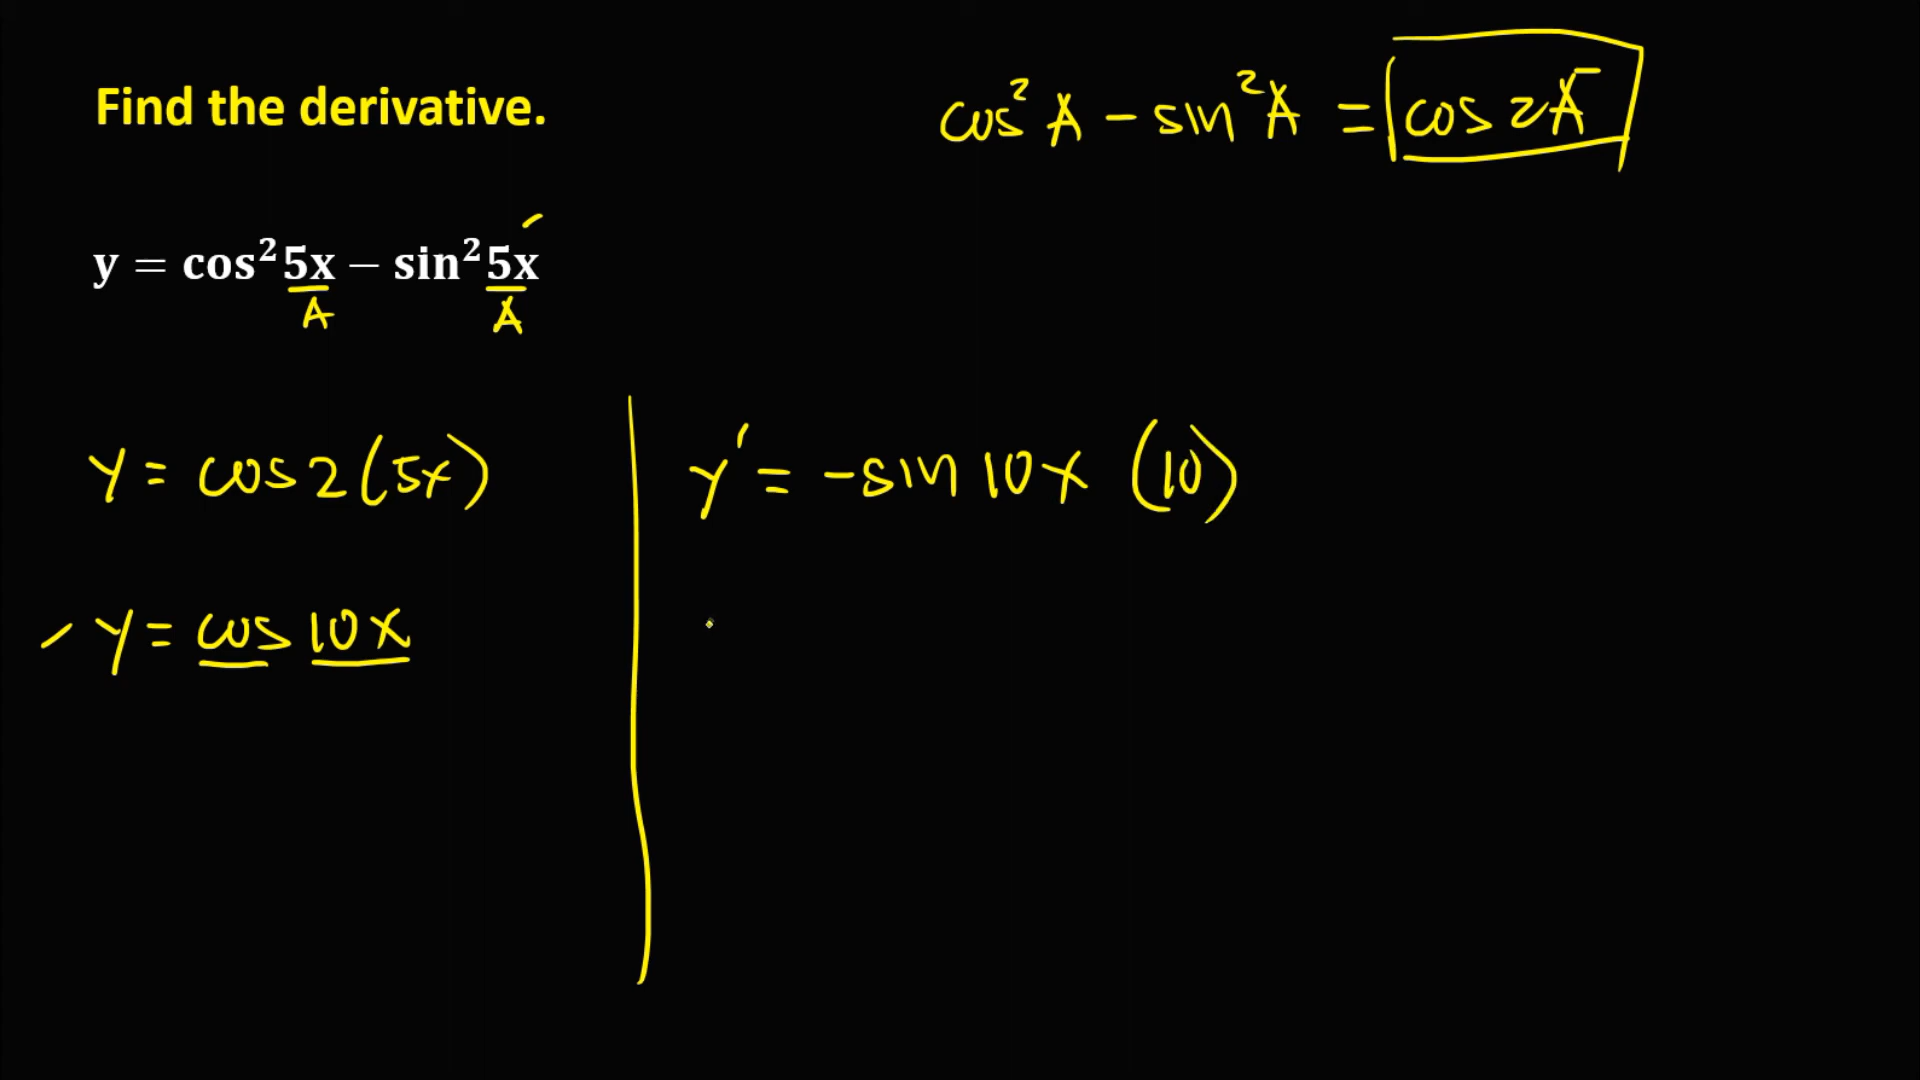 Find the derivative.
cos²A - sin²A = cos 2A
y = cos²5x − sin²5x
A A
y = cos 2(5x)
y' = -sin 10x (10)
y = cos 10x